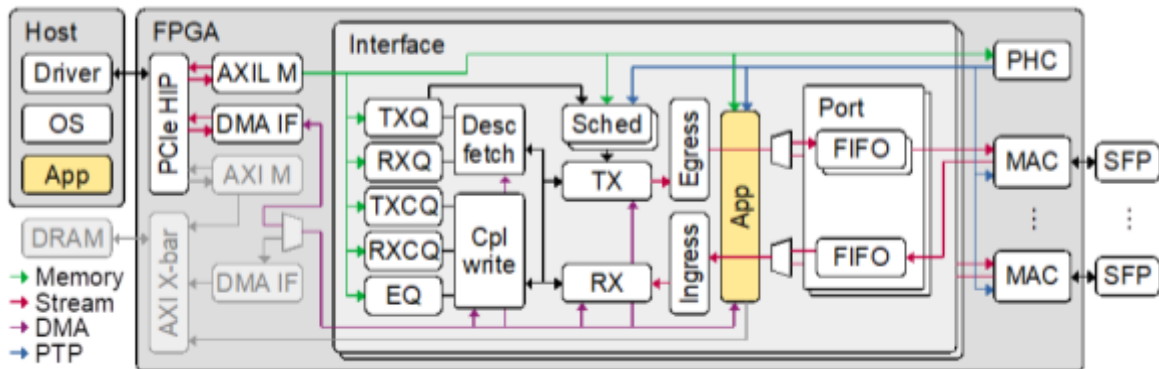 Host
FPGA
Interface
Driver
OS
App
PCIe HIP
AXIL M
DMA IF
AXI M
DRAM
AXI X-bar
DMA IF
Memory
Stream
DMA
PTP
TXQ
RXQ
TXCQ
RXCQ
EQ
Desc
fetch
Cpl
write
Sched
TX
RX
Egress
Ingress
App
Port
FIFO
FIFO
PHC
MAC
SFP
MAC
SFP